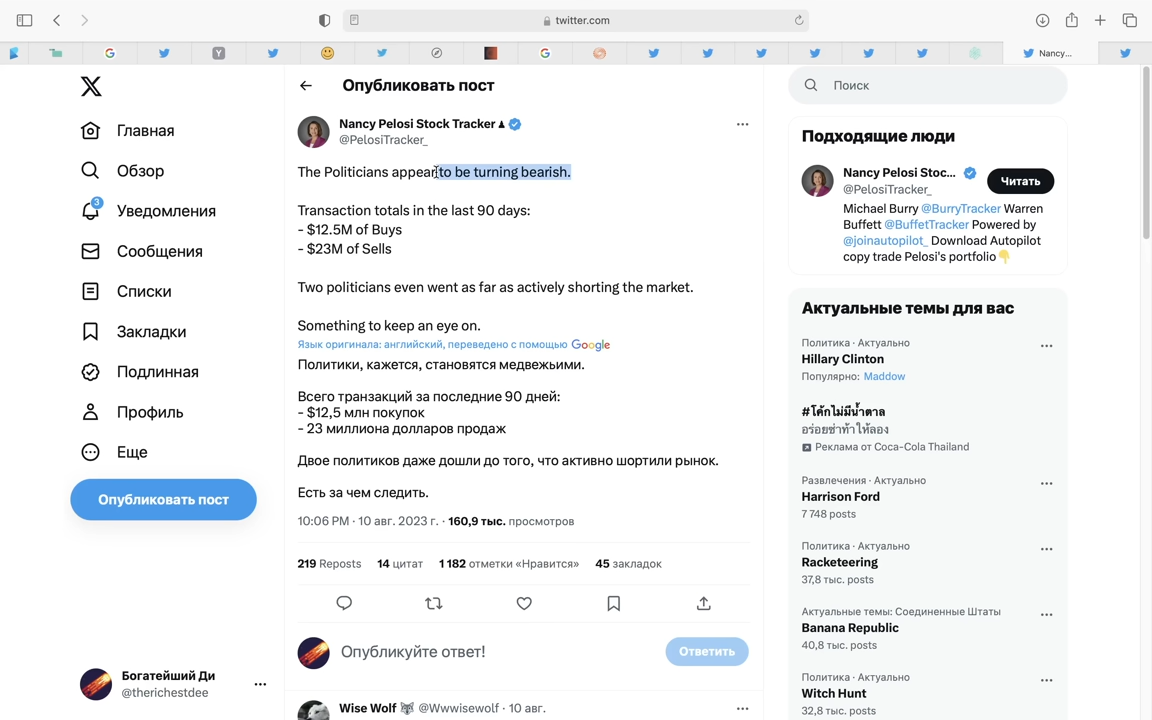 twitter.com
Nancy...
Опубликовать пост
Поиск
Главная
Обзор
3
Уведомления
Сообщения
Списки
Закладки
Подлинная
Профиль
Еще
Опубликовать пост
Богатейший Ди
@therichestdee
Nancy Pelosi Stock Tracker ♟
@PelosiTracker_
The Politicians appear to be turning bearish.
Transaction totals in the last 90 days:
- $12.5M of Buys
- $23M of Sells
Two politicians even went as far as actively shorting the market.
Something to keep an eye on.
Язык оригинала: английский, переведено с помощью Google
Политики, кажется, становятся медвежьими.
Всего транзакций за последние 90 дней:
- $12,5 млн покупок
- 23 миллиона долларов продаж
Двое политиков даже дошли до того, что активно шортили рынок.
Есть за чем следить.
10:06 PM · 10 авг. 2023 г. · 160,9 тыс. просмотров
219 Reposts 14 цитат 1 182 отметки «Нравится» 45 закладок
Опубликуйте ответ!
Ответить
Wise Wolf 🐺 @Wwwisewolf · 10 авг.
Подходящие люди
Nancy Pelosi Stoc...
@PelosiTracker_
Читать
Michael Burry @BurryTracker Warren
Buffett @BuffetTracker Powered by
@joinautopilot_ Download Autopilot
copy trade Pelosi's portfolio👇
Актуальные темы для вас
Политика · Актуально
Hillary Clinton
Популярно: Maddow
#โค้กไม่มีน้ำตาล
อร่อยซ่าท้าให้ลอง
Реклама от Coca-Cola Thailand
Развлечения · Актуально
Harrison Ford
7 748 posts
Политика · Актуально
Racketeering
37,8 тыс. posts
Актуальные темы: Соединенные Штаты
Banana Republic
40,8 тыс. posts
Политика · Актуально
Witch Hunt
32,8 тыс. posts